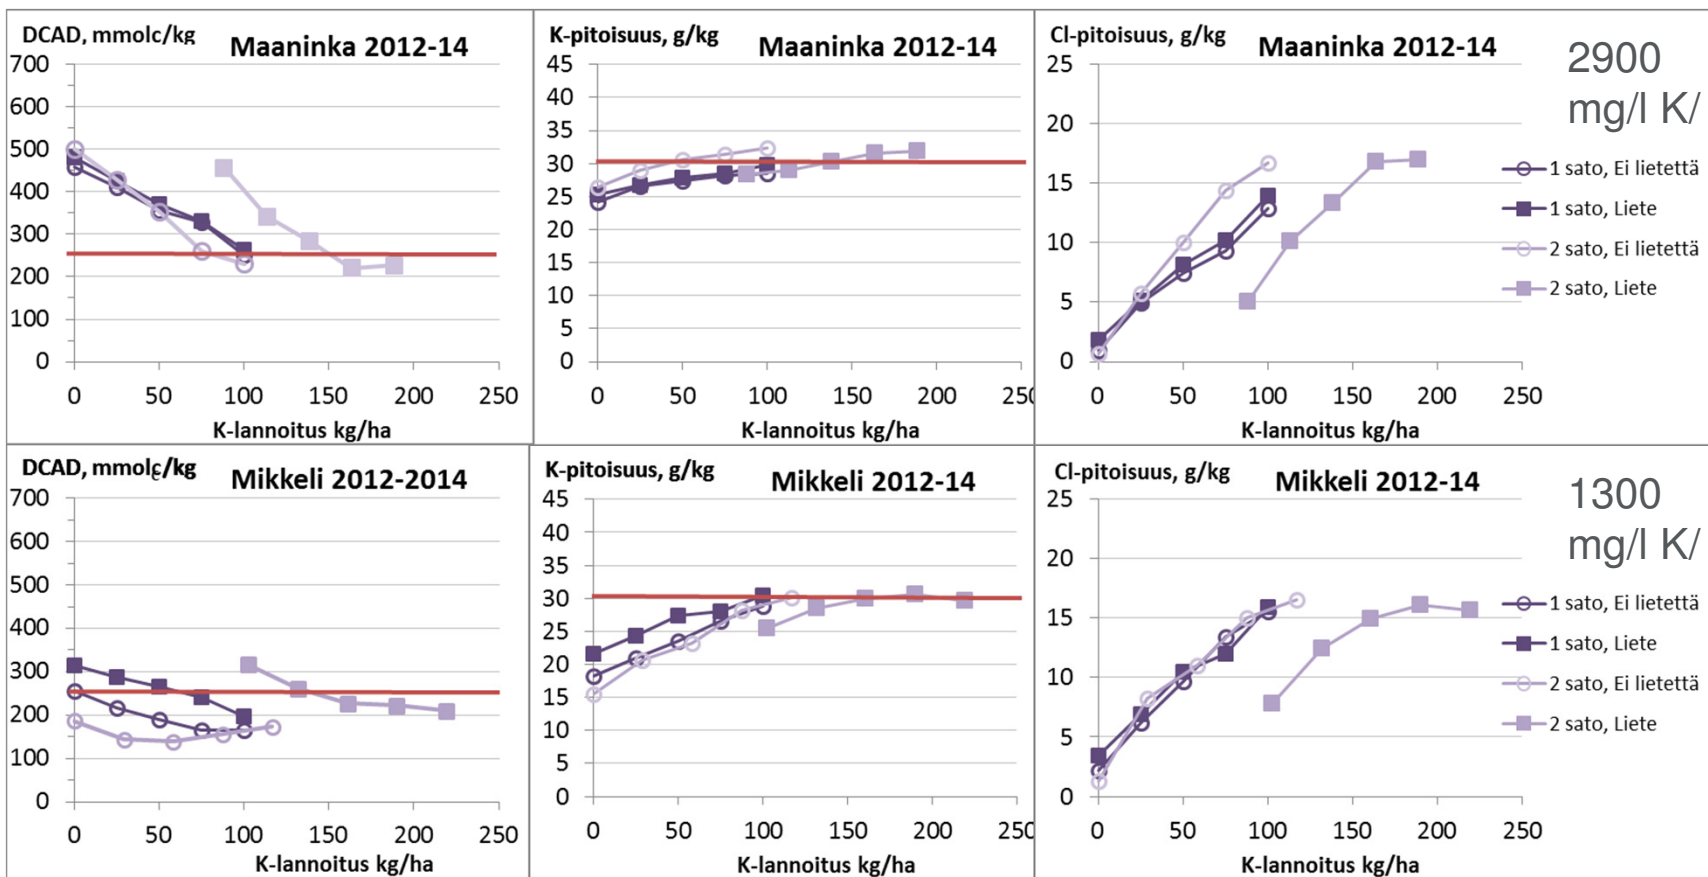 DCAD, mmolc/kg
Maaninka 2012-14
700
600
500
400
300
200
100
0
0 50 100 150 200 250
K-lannoitus kg/ha
K-pitoisuus, g/kg
Maaninka 2012-14
45
40
35
30
25
20
15
10
5
0
0 50 100 150 200 250
K-lannoitus kg/ha
Cl-pitoisuus, g/kg
Maaninka 2012-14
25
20
15
10
5
0
0 50 100 150 200 250
K-lannoitus kg/ha
1 sato, Ei lietettä
1 sato, Liete
2 sato, Ei lietettä
2 sato, Liete
2900
mg/l K/
DCAD, mmolc/kg
Mikkeli 2012-2014
700
600
500
400
300
200
100
0
0 50 100 150 200 250
K-lannoitus kg/ha
K-pitoisuus, g/kg
Mikkeli 2012-14
45
40
35
30
25
20
15
10
5
0
0 50 100 150 200 250
K-lannoitus kg/ha
Cl-pitoisuus, g/kg
Mikkeli 2012-14
25
20
15
10
5
0
0 50 100 150 200 250
K-lannoitus kg/ha
1 sato, Ei lietettä
1 sato, Liete
2 sato, Ei lietettä
2 sato, Liete
1300
mg/l K/